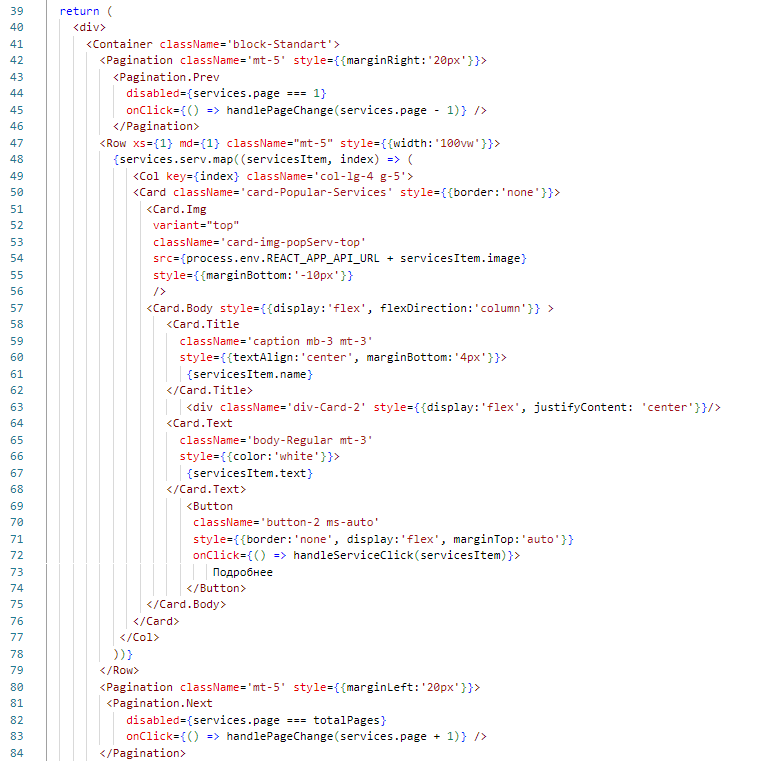 39 return (
40 <div>
41 <Container className='block-Standart'>
42 <Pagination className='mt-5' style={{marginRight:'20px'}}>
43 <Pagination.Prev
44 disabled={services.page === 1}
45 onClick={() => handlePageChange(services.page - 1)} />
46 </Pagination>
47 <Row xs={1} md={1} className="mt-5" style={{width:'100vw'}}>
48 {services.serv.map((servicesItem, index) => (
49 <Col key={index} className='col-lg-4 g-5'>
50 <Card className='card-Popular-Services' style={{border:'none'}}>
51 <Card.Img
52 variant="top"
53 className='card-img-popServ-top'
54 src={process.env.REACT_APP_API_URL + servicesItem.image}
55 style={{marginBottom:'-10px'}}
56 />
57 <Card.Body style={{display:'flex', flexDirection:'column'}} >
58 <Card.Title
59 className='caption mb-3 mt-3'
60 style={{textAlign:'center', marginBottom:'4px'}}>
61 {servicesItem.name}
62 </Card.Title>
63 <div className='div-Card-2' style={{display:'flex', justifyContent: 'center'}}/>
64 <Card.Text
65 className='body-Regular mt-3'
66 style={{color:'white'}}>
67 {servicesItem.text}
68 </Card.Text>
69 <Button
70 className='button-2 ms-auto'
71 style={{border:'none', display:'flex', marginTop:'auto'}}
72 onClick={() => handleServiceClick(servicesItem)}>
73 Подробнее
74 </Button>
75 </Card.Body>
76 </Card>
77 </Col>
78 ))}
79 </Row>
80 <Pagination className='mt-5' style={{marginLeft:'20px'}}>
81 <Pagination.Next
82 disabled={services.page === totalPages}
83 onClick={() => handlePageChange(services.page + 1)} />
84 </Pagination>